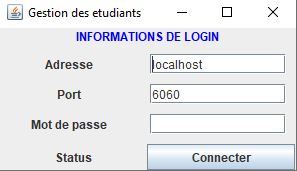 Gestion des etudiants
INFORMATIONS DE LOGIN
Adresse localhost
Port 6060
Mot de passe
Status Connecter